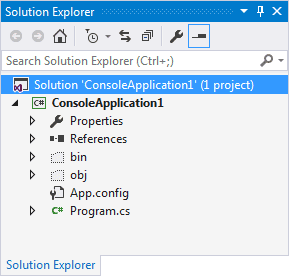 Solution Explorer
Search Solution Explorer (Ctrl+;)
Solution 'ConsoleApplication1' (1 project)
C# ConsoleApplication1
Properties
References
bin
obj
App.config
C# Program.cs
Solution Explorer